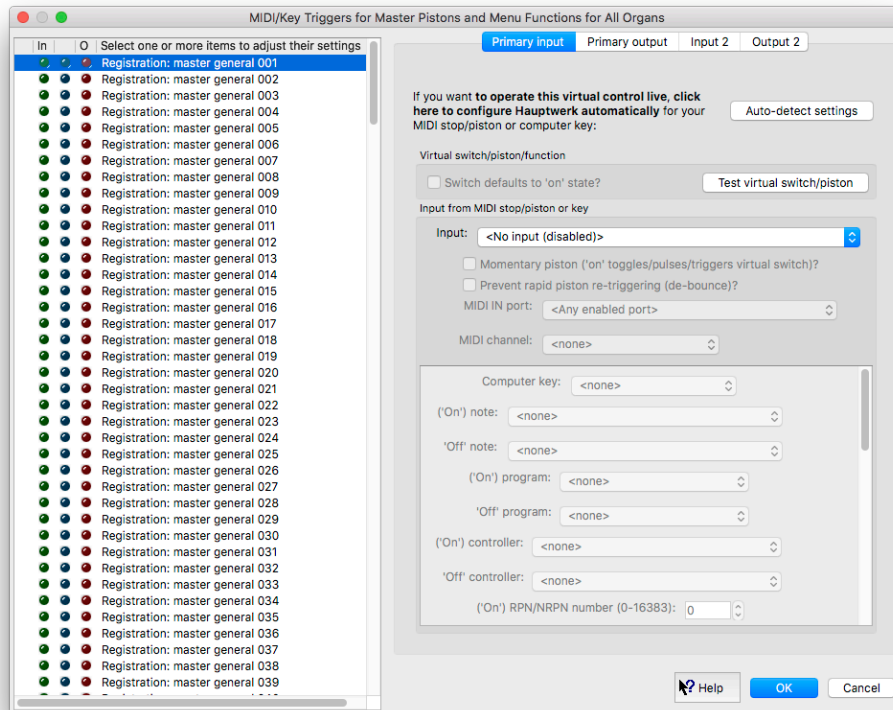 MIDI/Key Triggers for Master Pistons and Menu Functions for All Organs
In O Select one or more items to adjust their settings
Registration: master general 001
Registration: master general 002
Registration: master general 003
Registration: master general 004
Registration: master general 005
Registration: master general 006
Registration: master general 007
Registration: master general 008
Registration: master general 009
Registration: master general 010
Registration: master general 011
Registration: master general 012
Registration: master general 013
Registration: master general 014
Registration: master general 015
Registration: master general 016
Registration: master general 017
Registration: master general 018
Registration: master general 019
Registration: master general 020
Registration: master general 021
Registration: master general 022
Registration: master general 023
Registration: master general 024
Registration: master general 025
Registration: master general 026
Registration: master general 027
Registration: master general 028
Registration: master general 029
Registration: master general 030
Registration: master general 031
Registration: master general 032
Registration: master general 033
Registration: master general 034
Registration: master general 035
Registration: master general 036
Registration: master general 037
Registration: master general 038
Registration: master general 039
Primary input Primary output Input 2 Output 2
If you want to operate this virtual control live, click
here to configure Hauptwerk automatically for your
MIDI stop/piston or computer key:
Auto-detect settings
Virtual switch/piston/function
Switch defaults to 'on' state?
Test virtual switch/piston
Input from MIDI stop/piston or key
Input: <No input (disabled)>
Momentary piston ('on' toggles/pulses/triggers virtual switch)?
Prevent rapid piston re-triggering (de-bounce)?
MIDI IN port: <Any enabled port>
MIDI channel: <none>
Computer key: <none>
('On') note: <none>
'Off' note: <none>
('On') program: <none>
'Off' program: <none>
('On') controller: <none>
'Off' controller: <none>
('On') RPN/NRPN number (0-16383): 0
? Help OK Cancel